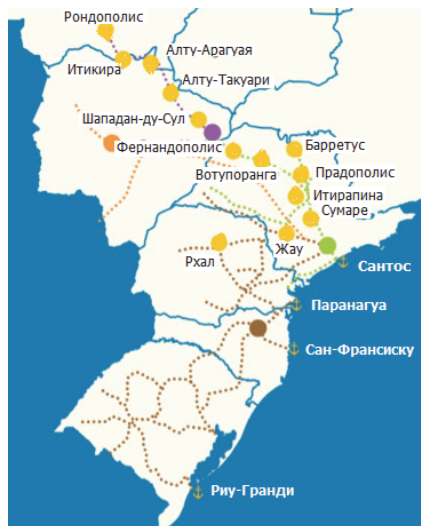 Рондополис
Алту-Арагуая
Итикира
Алту-Такуари
Шападан-ду-Сул
Фернандополис
Барретус
Вотупоранга
Прадополис
Итирапина
Сумаре
Жау
Рхал
Сантос
Паранагуа
Сан-Франсиску
Риу-Гранди